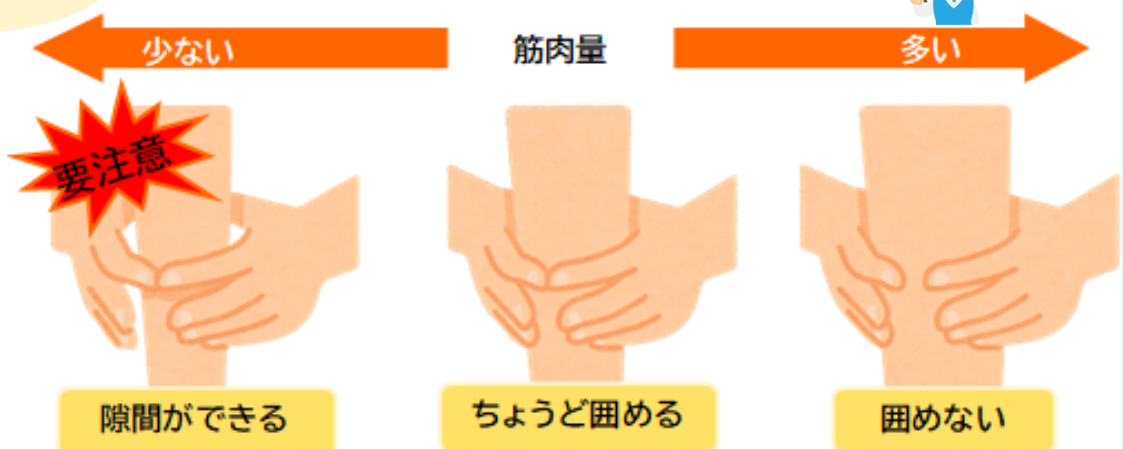 少ない
筋肉量
多い
要注意
隙間ができる
ちょうど囲める
囲めない